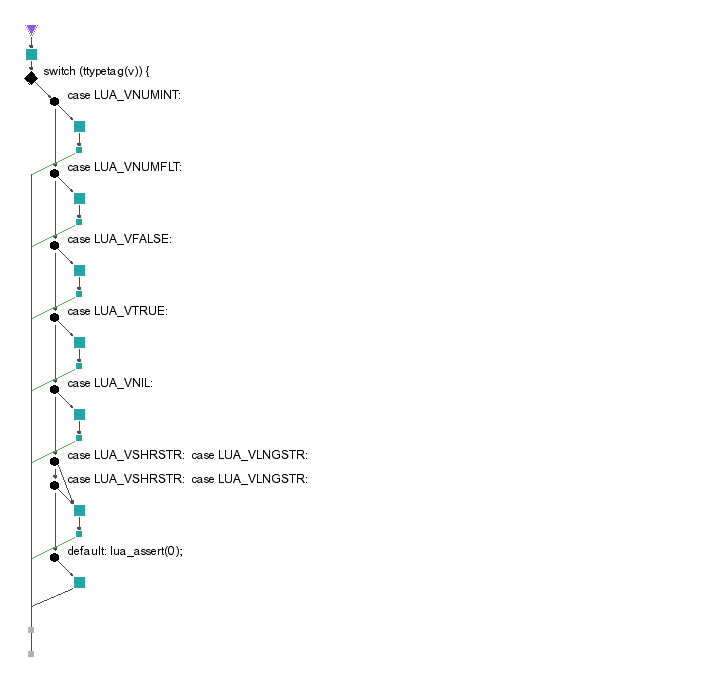 switch (ttypetag(v)) {
case LUA_VNUMINT:
case LUA_VNUMFLT:
case LUA_VFALSE:
case LUA_VTRUE:
case LUA_VNIL:
case LUA_VSHRSTR:  case LUA_VLNGSTR:
case LUA_VSHRSTR:  case LUA_VLNGSTR:
default: lua_assert(0);